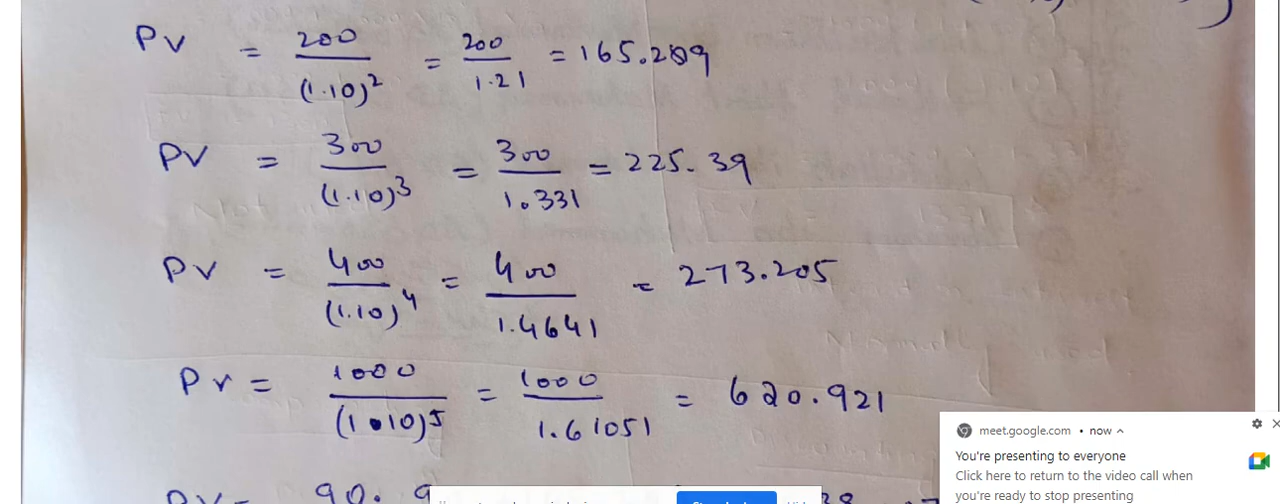 PV = 200/(1.10)² = 200/1.21 = 165.289
PV = 300/(1.10)³ = 300/1.331 = 225.39
PV = 400/(1.10)⁴ = 400/1.4641 = 273.205
PV = 1000/(1.10)⁵ = 1000/1.61051 = 620.921
PV = 90.9
meet.google.com • now
You're presenting to everyone
Click here to return to the video call when
you're ready to stop presenting